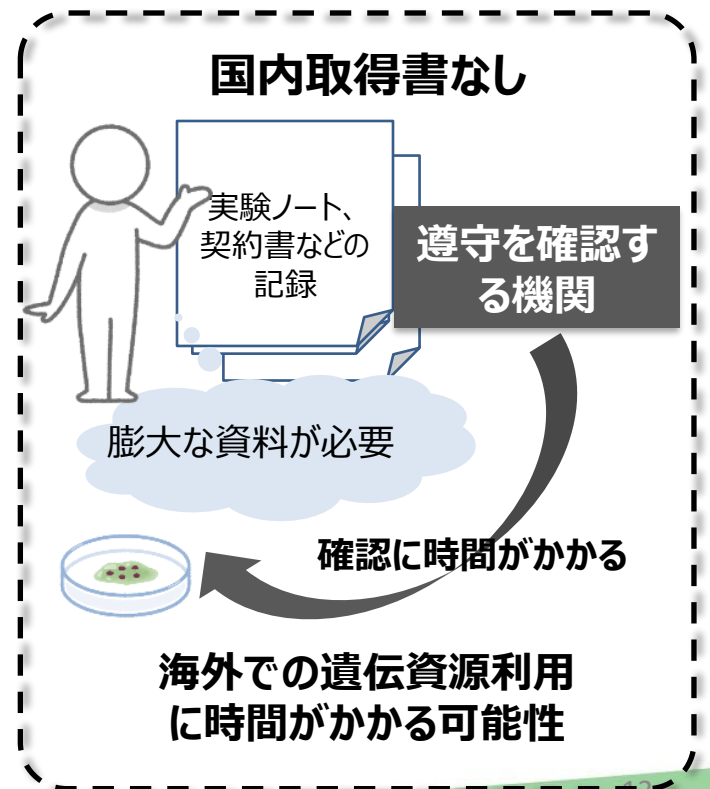 国内取得書なし
実験ノート、
契約書などの
記録
遵守を確認す
る機関
膨大な資料が必要
確認に時間がかかる
海外での遺伝資源利用
に時間がかかる可能性